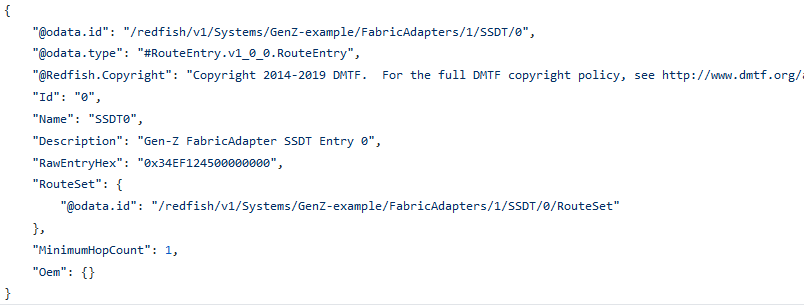 {
"@odata.id": "/redfish/v1/Systems/GenZ-example/FabricAdapters/1/SSDT/0",
"@odata.type": "#RouteEntry.v1_0_0.RouteEntry",
"@Redfish.Copyright": "Copyright 2014-2019 DMTF.  For the full DMTF copyright policy, see http://www.dmtf.org/
"Id": "0",
"Name": "SSDT0",
"Description": "Gen-Z FabricAdapter SSDT Entry 0",
"RawEntryHex": "0x34EF124500000000",
"RouteSet": {
"@odata.id": "/redfish/v1/Systems/GenZ-example/FabricAdapters/1/SSDT/0/RouteSet"
},
"MinimumHopCount": 1,
"Oem": {}
}